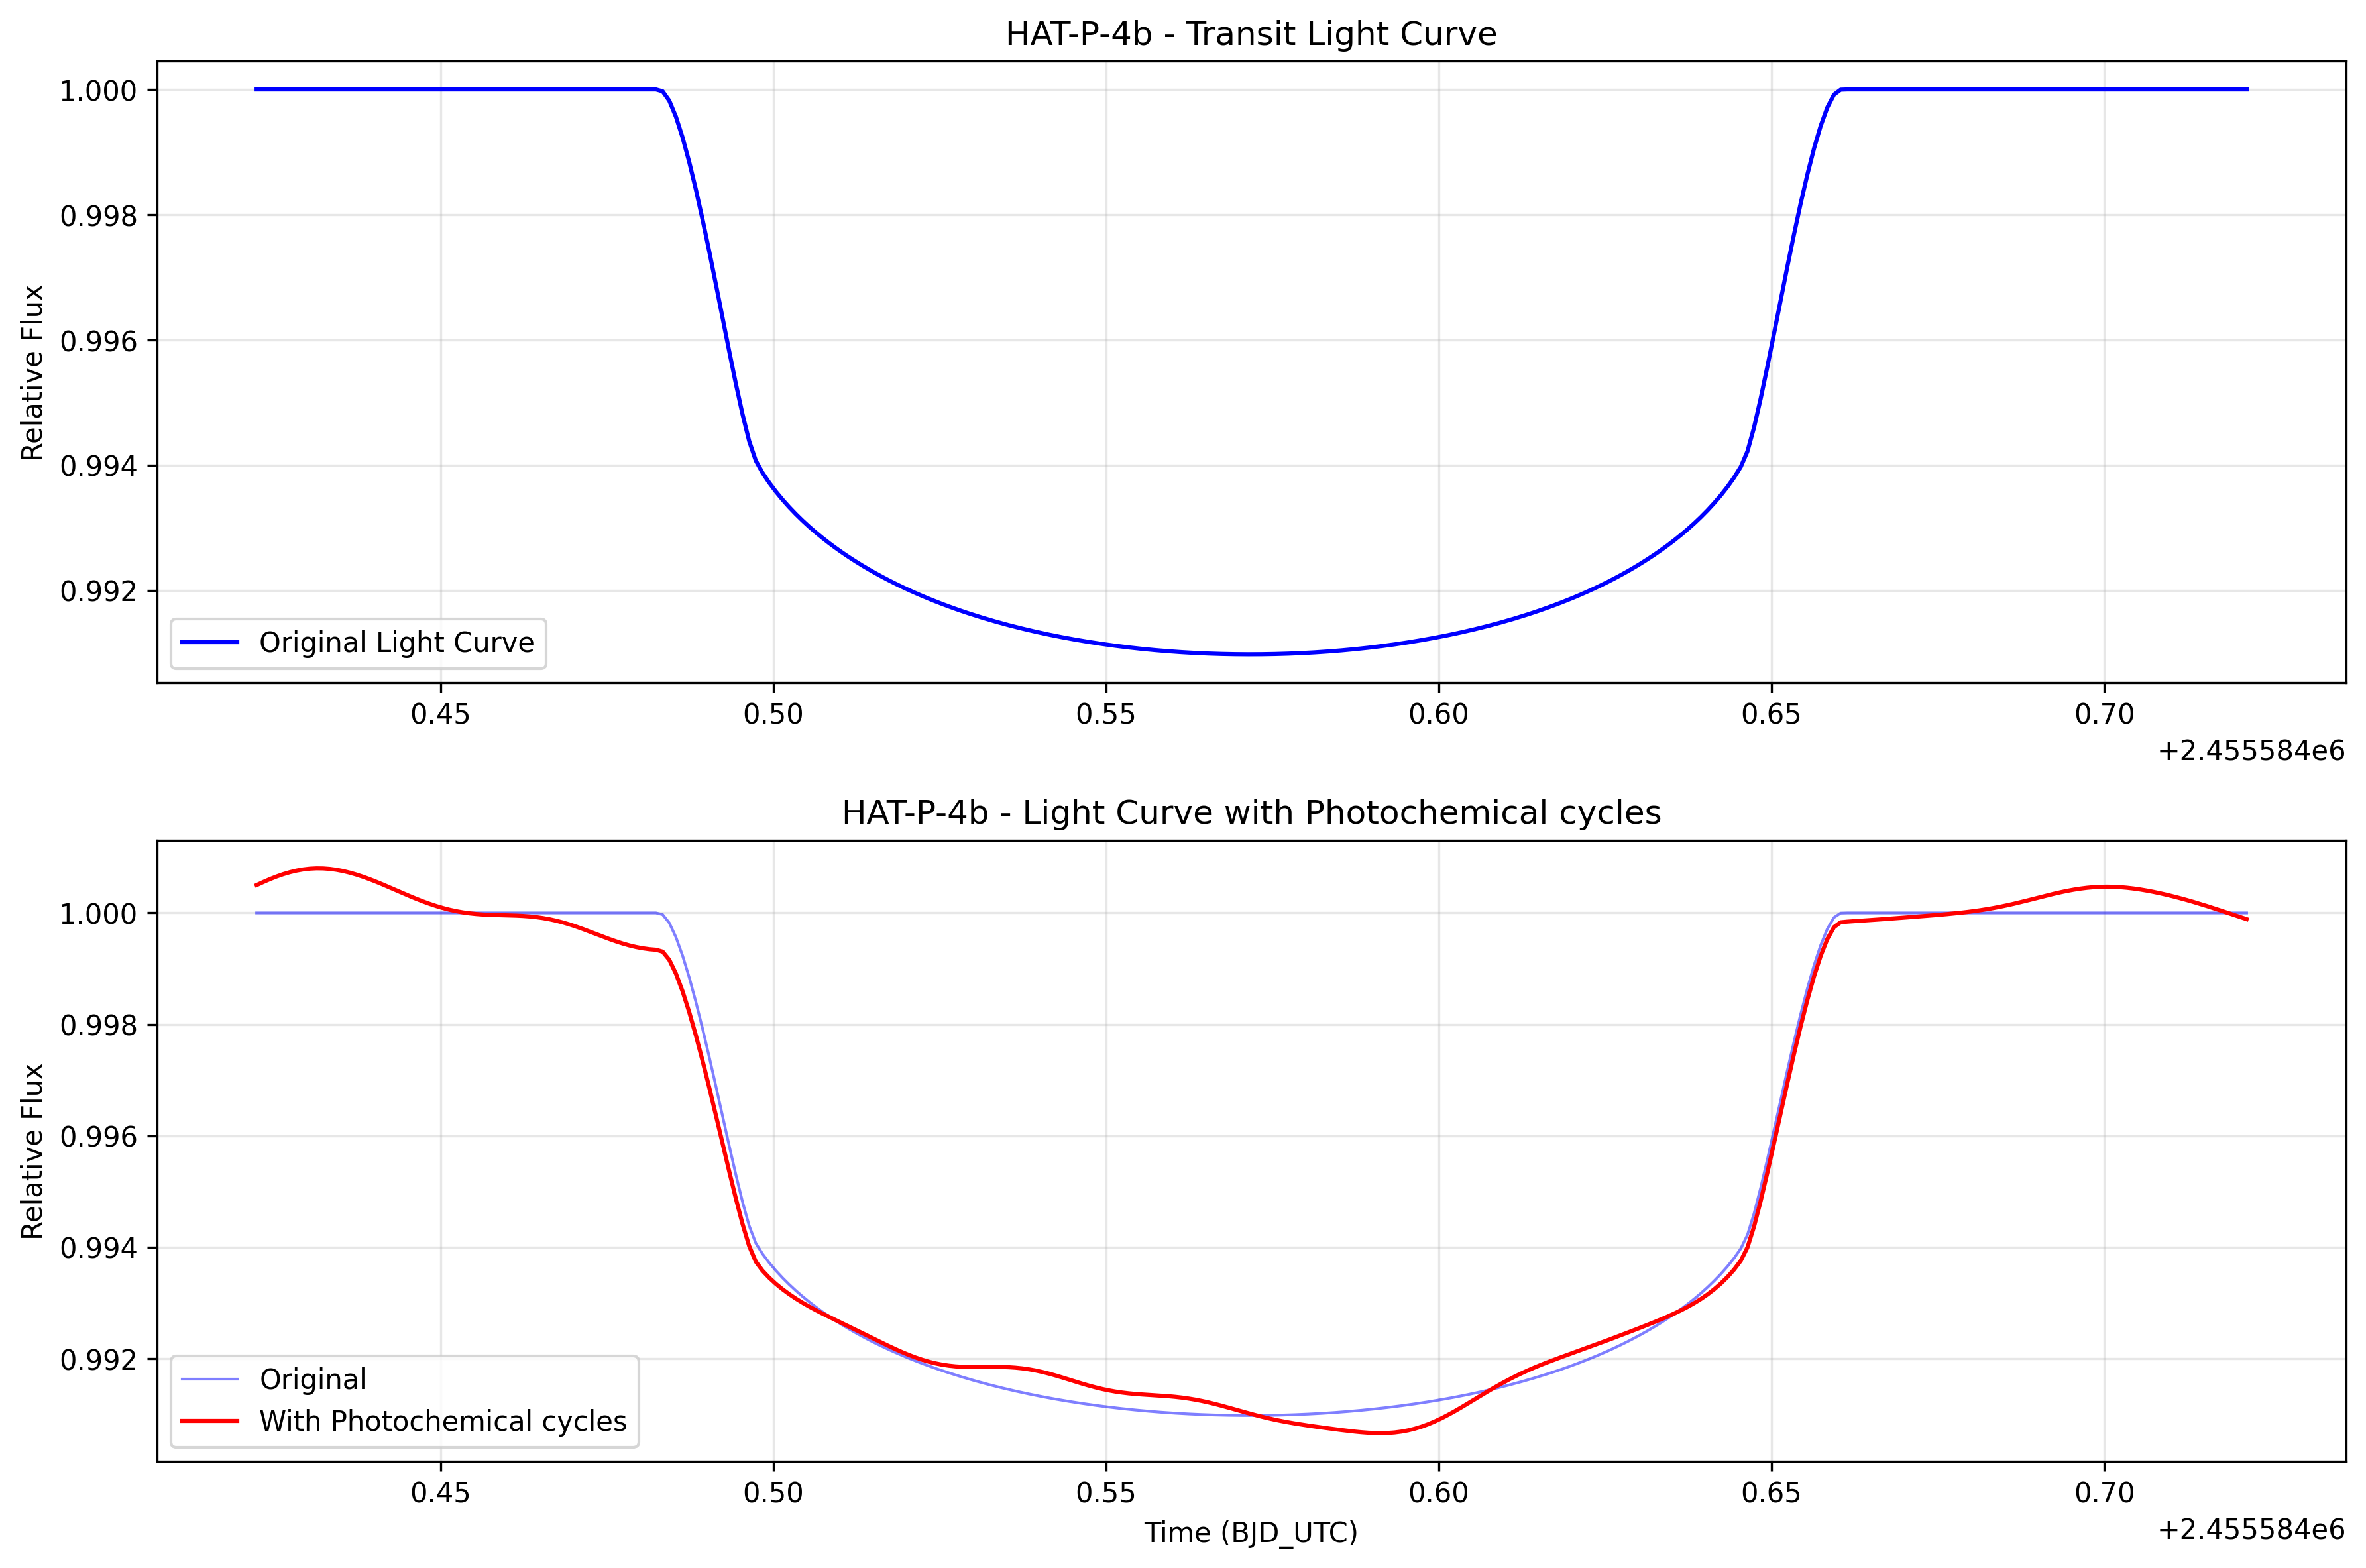 HAT-P-4b - Transit Light Curve
Relative Flux
1.000
0.998
0.996
0.994
0.992
Original Light Curve
0.45 0.50 0.55 0.60 0.65 0.70
+2.455584e6
HAT-P-4b - Light Curve with Photochemical cycles
Relative Flux
1.000
0.998
0.996
0.994
0.992
Original
With Photochemical cycles
0.45 0.50 0.55 0.60 0.65 0.70
Time (BJD_UTC)
+2.455584e6